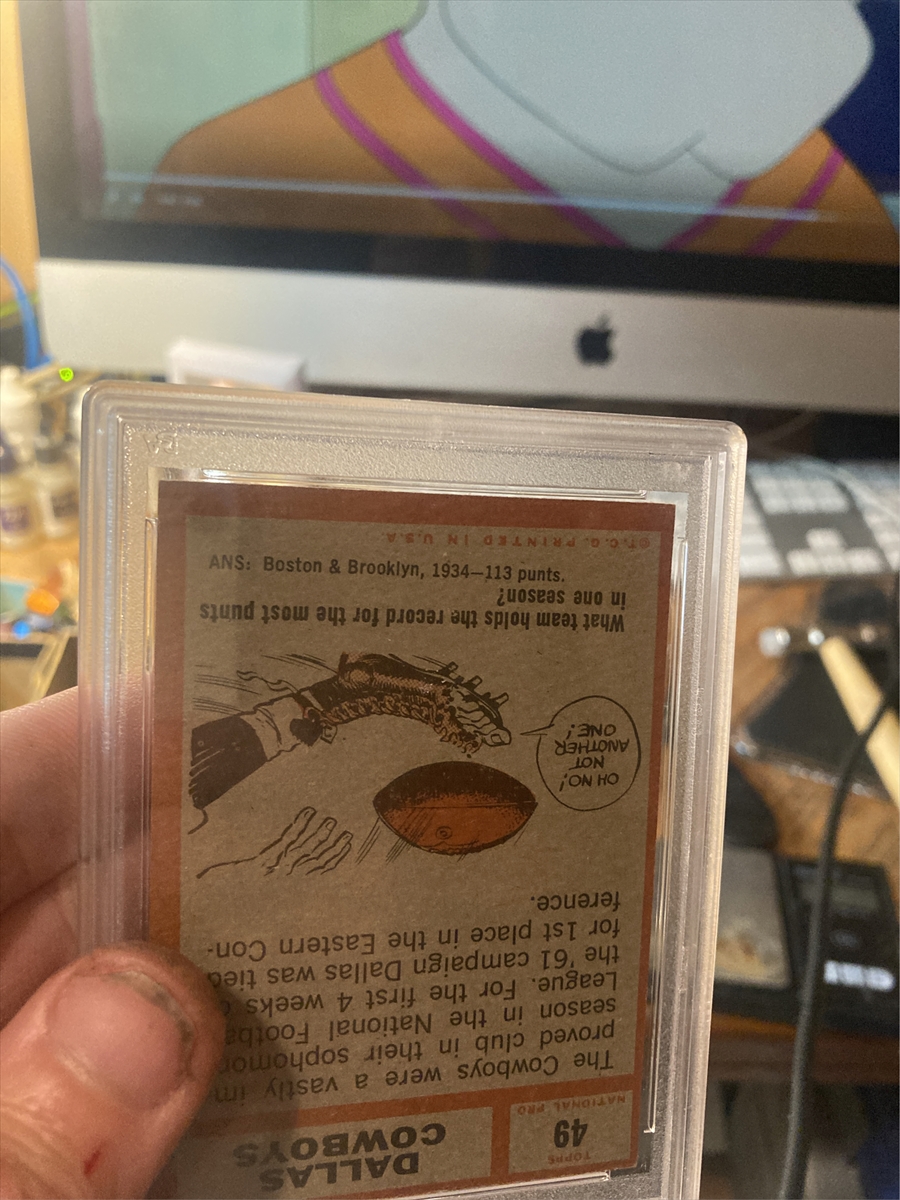 TOPPS
49
NATIONAL PRO
DALLAS
COWBOYS
The Cowboys were a vastly im
proved club in their sophomor
season in the National Footba
League. For the first 4 weeks
the '61 campaign Dallas was tied
for 1st place in the Eastern Con-
ference.
OH NO!
NOT
ANOTHER
ONE!
What team holds the record for the most punts
in one season?
ANS: Boston & Brooklyn, 1934—113 punts.
©T.C.G. PRINTED IN U.S.A.